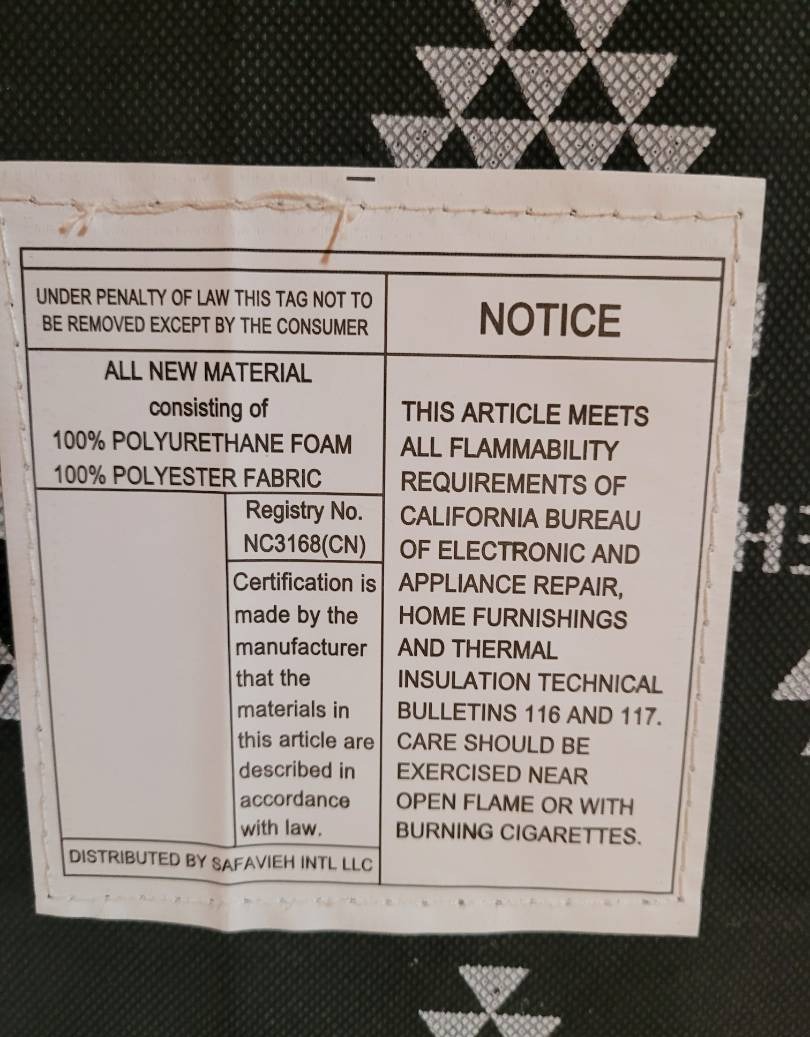 UNDER PENALTY OF LAW THIS TAG NOT TO
BE REMOVED EXCEPT BY THE CONSUMER
ALL NEW MATERIAL
consisting of
100% POLYURETHANE FOAM
100% POLYESTER FABRIC
Registry No.
NC3168(CN)
Certification is
made by the
manufacturer
that the
materials in
this article are
described in
accordance
with law.
DISTRIBUTED BY SAFAVIEH INTL LLC
NOTICE
THIS ARTICLE MEETS
ALL FLAMMABILITY
REQUIREMENTS OF
CALIFORNIA BUREAU
OF ELECTRONIC AND
APPLIANCE REPAIR,
HOME FURNISHINGS
AND THERMAL
INSULATION TECHNICAL
BULLETINS 116 AND 117.
CARE SHOULD BE
EXERCISED NEAR
OPEN FLAME OR WITH
BURNING CIGARETTES.